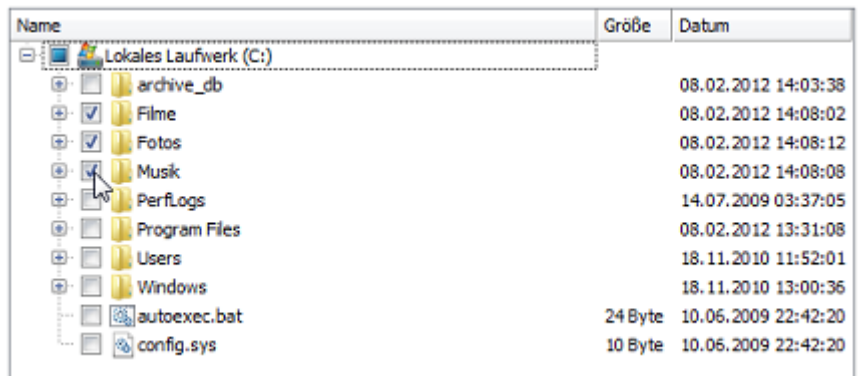 Name Größe Datum
Lokales Laufwerk (C:)
archive_db 08.02.2012 14:03:38
Filme 08.02.2012 14:08:02
Fotos 08.02.2012 14:08:12
Musik 08.02.2012 14:08:08
PerfLogs 14.07.2009 03:37:05
Program Files 08.02.2012 13:31:08
Users 18.11.2010 11:52:01
Windows 18.11.2010 13:00:36
autoexec.bat 24 Byte 10.06.2009 22:42:20
config.sys 10 Byte 10.06.2009 22:42:20